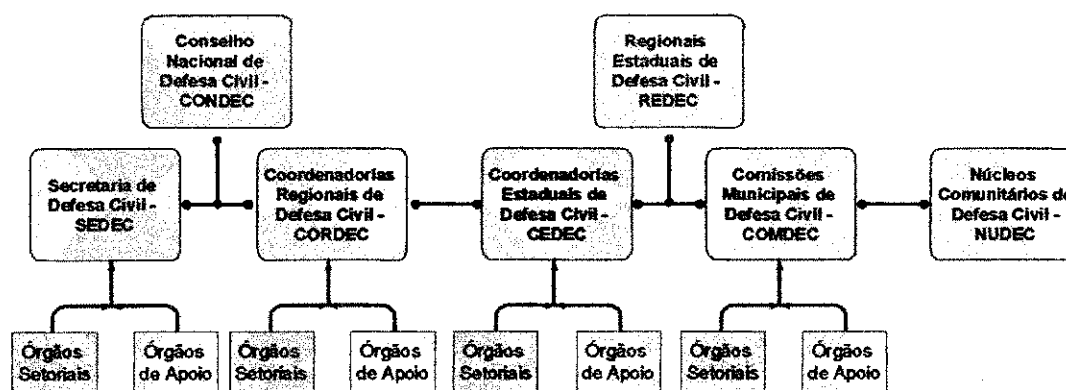 Conselho
Nacional de
Defesa Civil -
CONDEC
Regionais
Estaduais de
Defesa Civil -
REDEC
Secretaria de
Defesa Civil -
SEDEC
Coordenadorias
Regionais de
Defesa Civil -
CORDEC
Coordenadorias
Estaduais de
Defesa Civil -
CEDEC
Comissões
Municipais de
Defesa Civil -
COMDEC
Núcleos
Comunitários de
Defesa Civil -
NUDEC
Órgãos
Setoriais
Órgãos
de Apoio
Órgãos
Setoriais
Órgãos
de Apoio
Órgãos
Setoriais
Órgãos
de Apoio
Órgãos
Setoriais
Órgãos
de Apoio